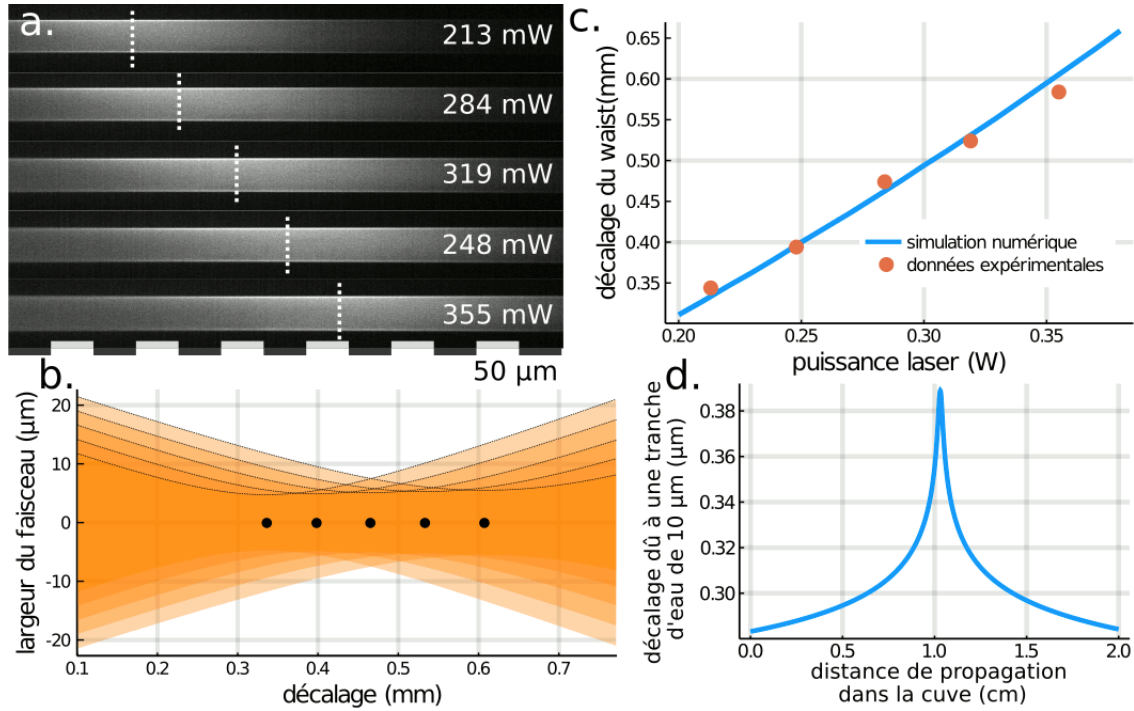 a.
213 mW
284 mW
319 mW
248 mW
355 mW
50 µm
b.
largeur du faisceau (µm)
20
10
0
-10
-20
0.1
0.2
0.3
0.4
0.5
0.6
0.7
décalage (mm)
c.
décalage du waist(mm)
0.65
0.60
0.55
0.50
0.45
0.40
0.35
simulation numérique
données expérimentales
0.20
0.25
0.30
0.35
puissance laser (W)
d.
décalage dû à une tranche
d'eau de 10 µm (µm)
0.38
0.36
0.34
0.32
0.30
0.0
0.5
1.0
1.5
2.0
distance de propagation
dans la cuve (cm)